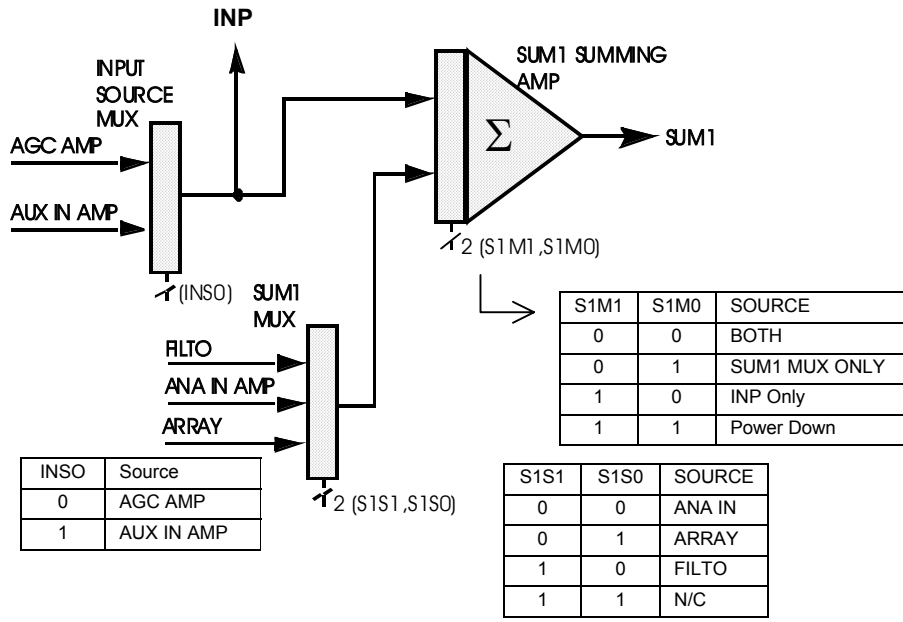 INP
INPUT
SOURCE
MUX
SUM1 SUMMING
AMP
Σ
SUM1
AGC AMP
AUX IN AMP
2 (S1M1,S1M0)
(INS0)
SUM1
MUX
FILTO
ANA IN AMP
ARRAY
2 (S1S1,S1S0)
S1M1 S1M0 SOURCE
0 0 BOTH
0 1 SUM1 MUX ONLY
1 0 INP Only
1 1 Power Down
INSO Source
0 AGC AMP
1 AUX IN AMP
S1S1 S1S0 SOURCE
0 0 ANA IN
0 1 ARRAY
1 0 FILTO
1 1 N/C